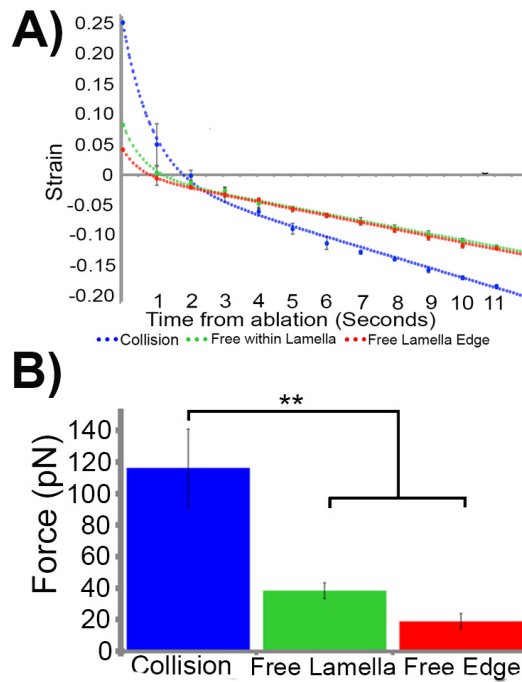 A)
0.25
0.20
0.15
0.10
0.05
0
-0.05
-0.10
-0.15
-0.20
Strain
1 2 3 4 5 6 7 8 9 10 11
Time from ablation (Seconds)
Collision Free within Lamella Free Lamella Edge
B)
**
140
120
100
80
60
40
20
0
Force (pN)
Collision Free Lamella Free Edge